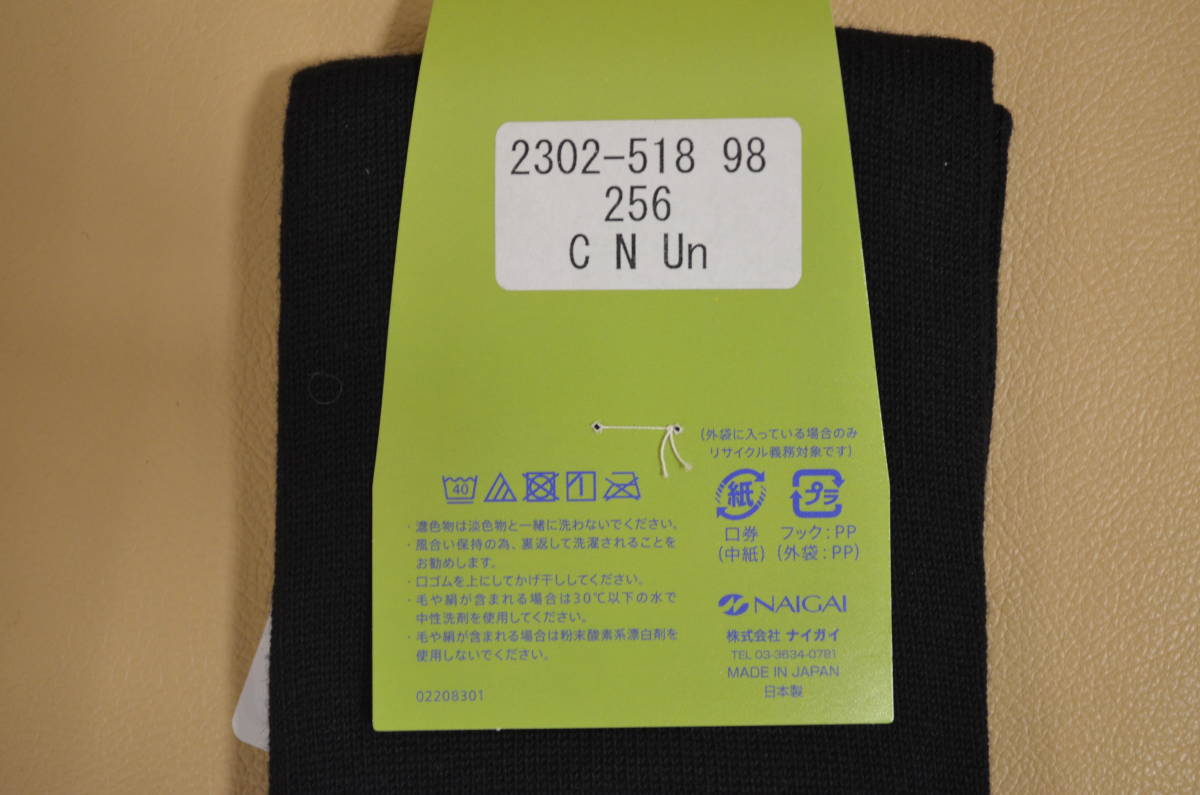 2302-518 98
256
C N Un
(外袋に入っている場合のみ
リサイクル義務対象です)
40
紙
プラ
口券
(中紙)
フック:PP
(外袋:PP)
・濃色物は淡色物と一緒に洗わないでください。
・風合い保持の為、裏返して洗濯されることを
お勧めします。
・口ゴムを上にしてかげ干ししてください。
・毛や絹が含まれる場合は30℃以下の水で
中性洗剤を使用してください。
・毛や絹が含まれる場合は粉末酸素系漂白剤を
使用しないでください。
02208301
NAIGAI
株式会社 ナイガイ
TEL 03-3634-0781
MADE IN JAPAN
日本製